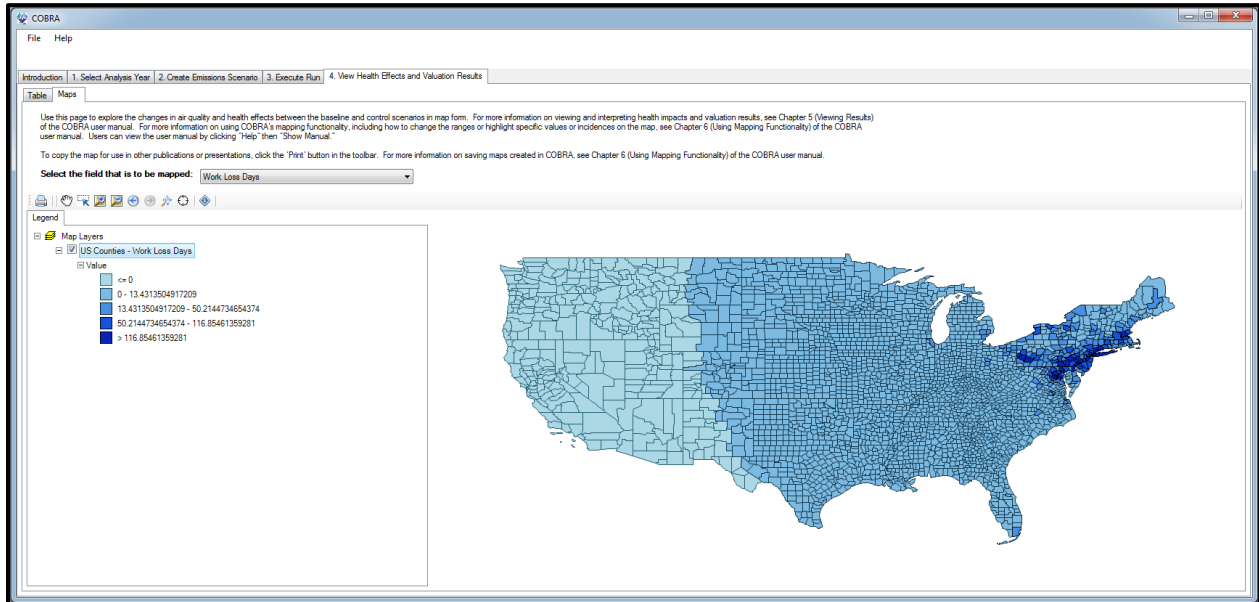 COBRA
File Help
Introduction 1. Select Analysis Year 2. Create Emissions Scenario 3. Execute Run 4. View Health Effects and Valuation Results
Table Maps
Use this page to explore the changes in air quality and health effects between the baseline and control scenarios in map form. For more information on viewing and interpreting health impacts and valuation results, see Chapter 5 (Viewing Results)
of the COBRA user manual. For more information on using COBRA's mapping functionality, including how to change the ranges or highlight specific values or incidences on the map, see Chapter 6 (Using Mapping Functionality) of the COBRA
user manual. Users can view the user manual by clicking "Help" then "Show Manual."
To copy the map for use in other publications or presentations, click the 'Print' button in the toolbar. For more information on saving maps created in COBRA, see Chapter 6 (Using Mapping Functionality) of the COBRA user manual.
Select the field that is to be mapped: Work Loss Days
Legend
Map Layers
US Counties - Work Loss Days
Value
<= 0
0 - 13.4313504917209
13.4313504917209 - 50.2144734654374
50.2144734654374 - 116.85461359281
> 116.85461359281